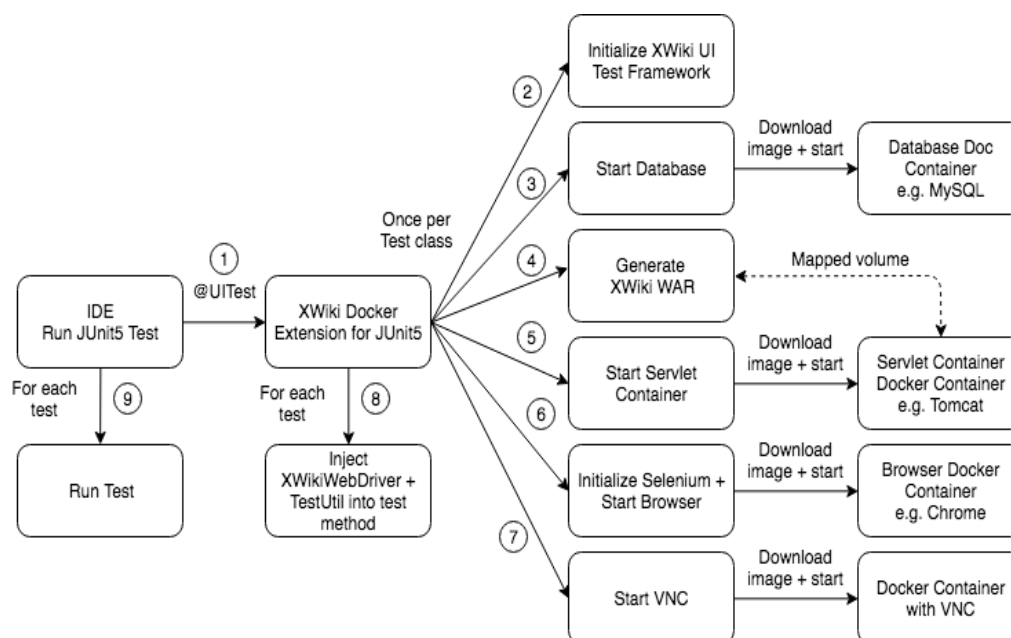 Initialize XWiki UI
Test Framework
2
Download
image + start
Start Database
Database Doc
Container
e.g. MySQL
3
Once per
Test class
4
Generate
XWiki WAR
Mapped volume
1
@UITest
IDE
Run JUnit5 Test
XWiki Docker
Extension for JUnit5
5
Start Servlet
Container
Download
image + start
Servlet Container
Docker Container
e.g. Tomcat
For each
test
9
For each
test
8
6
Run Test
Inject
XWikiWebDriver +
TestUtil into test
method
Initialize Selenium +
Start Browser
Download
image + start
Browser Docker
Container
e.g. Chrome
7
Start VNC
Download
image + start
Docker Container
with VNC